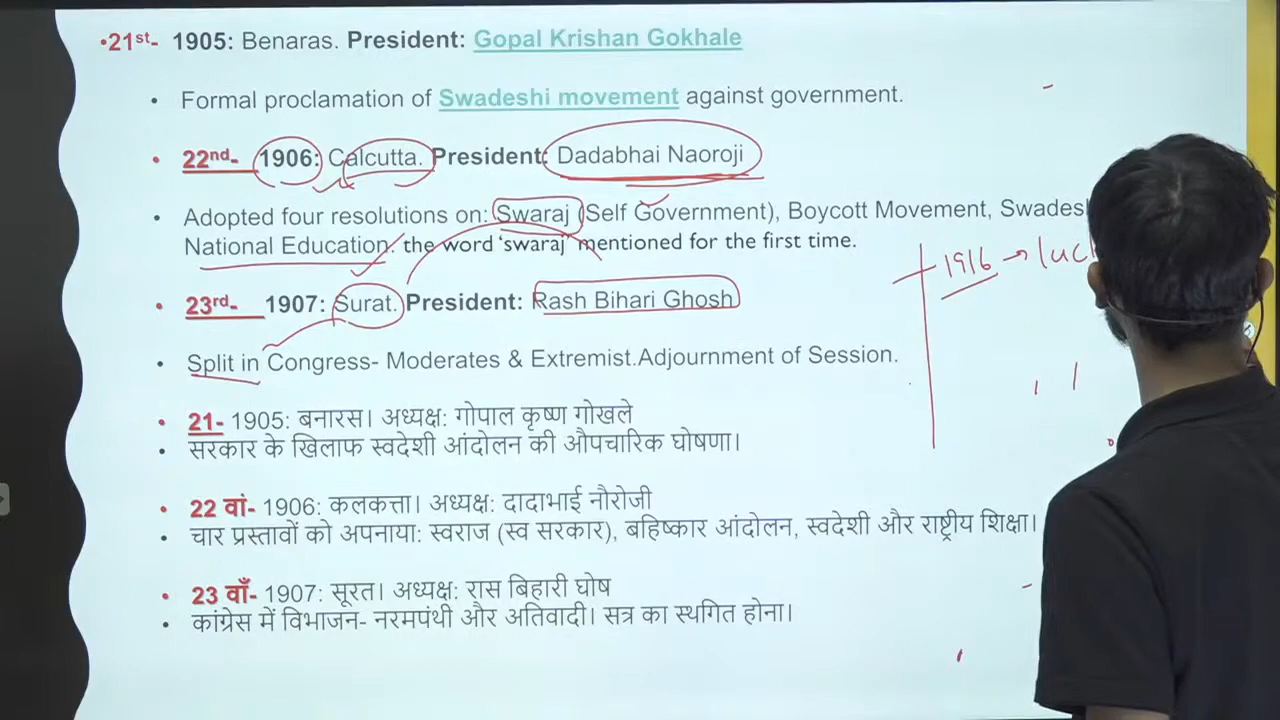 •21st- 1905: Benaras. President: Gopal Krishan Gokhale
• Formal proclamation of Swadeshi movement against government.
• 22nd- 1906: Calcutta. President: Dadabhai Naoroji
• Adopted four resolutions on: Swaraj (Self Government), Boycott Movement, Swades
National Education. the word ‘swaraj’ mentioned for the first time.
1916 → luc
• 23rd- 1907: Surat. President: Rash Bihari Ghosh
• Split in Congress- Moderates & Extremist.Adjournment of Session.
• 21- 1905: बनारस। अध्यक्ष: गोपाल कृष्ण गोखले
• सरकार के खिलाफ स्वदेशी आंदोलन की औपचारिक घोषणा।
• 22 वां- 1906: कलकत्ता। अध्यक्ष: दादाभाई नौरोजी
• चार प्रस्तावों को अपनाया: स्वराज (स्व सरकार), बहिष्कार आंदोलन, स्वदेशी और राष्ट्रीय शिक्षा।
• 23 वाँ- 1907: सूरत। अध्यक्ष: रास बिहारी घोष
• कांग्रेस में विभाजन- नरमपंथी और अतिवादी। सत्र का स्थगित होना।